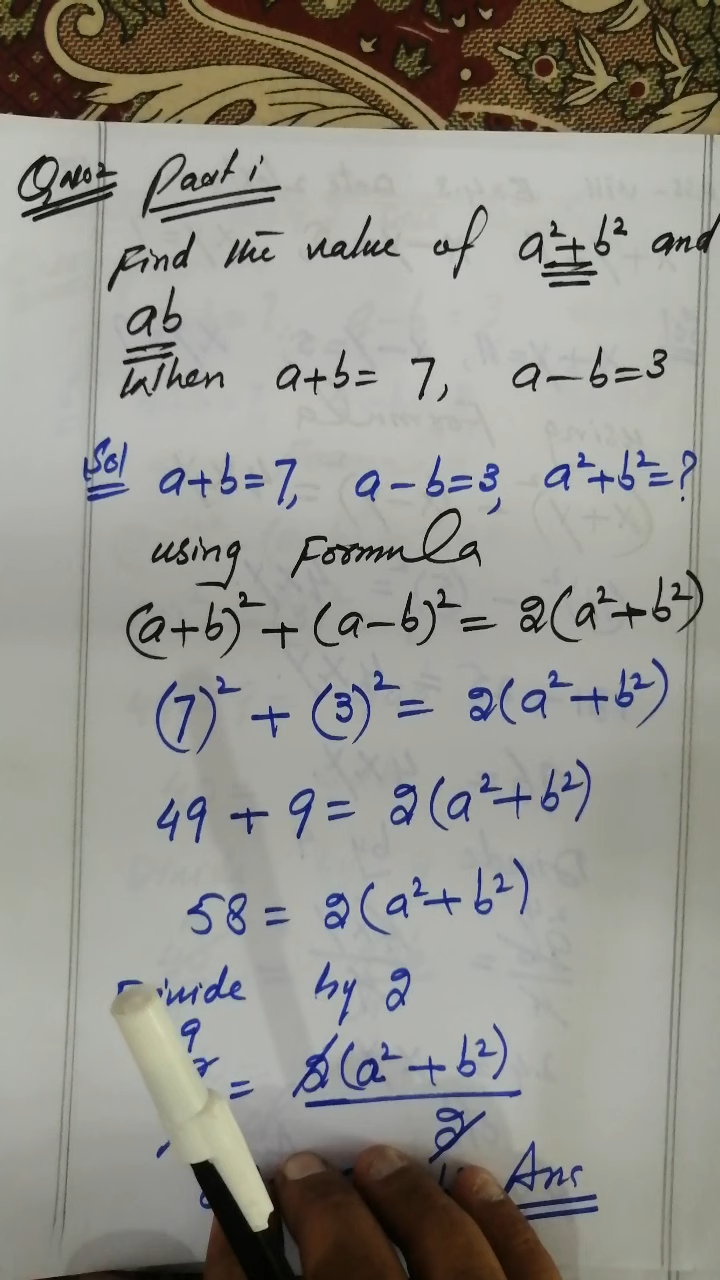 Q no 2 Part i
Find the value of a²+b² and
ab
When a+b= 7, a-b=3
Sol a+b=7, a-b=3, a²+b²=?
using Formula
(a+b)²+(a-b)²= 2(a²+b²)
(7)² + (3)²= 2(a²+b²)
49 + 9= 2(a²+b²)
58= 2(a²+b²)
by 2
= 2(a²+b²)
2
Ans